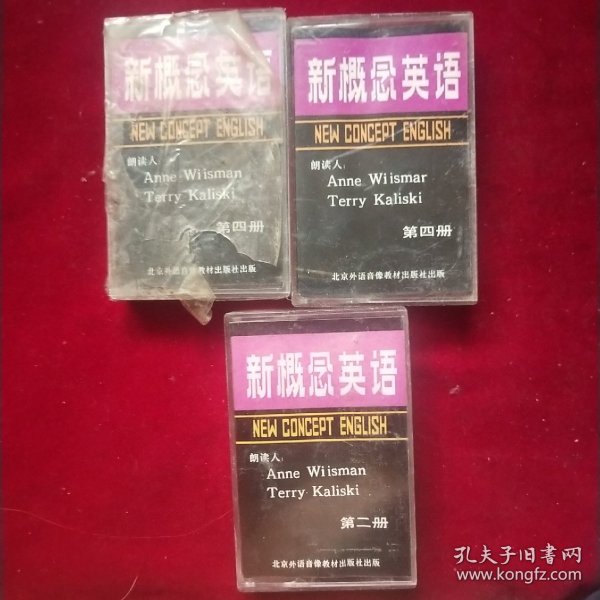 新概念英语
NEW CONCEPT ENGLISH
朗读人:
Anne Wiisman
Terry Kaliski
第四册
北京外语音像教材出版社出版
新概念英语
NEW CONCEPT ENGLISH
朗读人:
Anne Wiismar
Terry Kaliski
第四册
北京外语音像教材出版社出版
新概念英语
NEW CONCEPT ENGLISH
朗读人:
Anne Wiisman
Terry Kaliski
第二册
北京外语音像教材出版社出版
孔夫子旧书网
www.kongfz.com